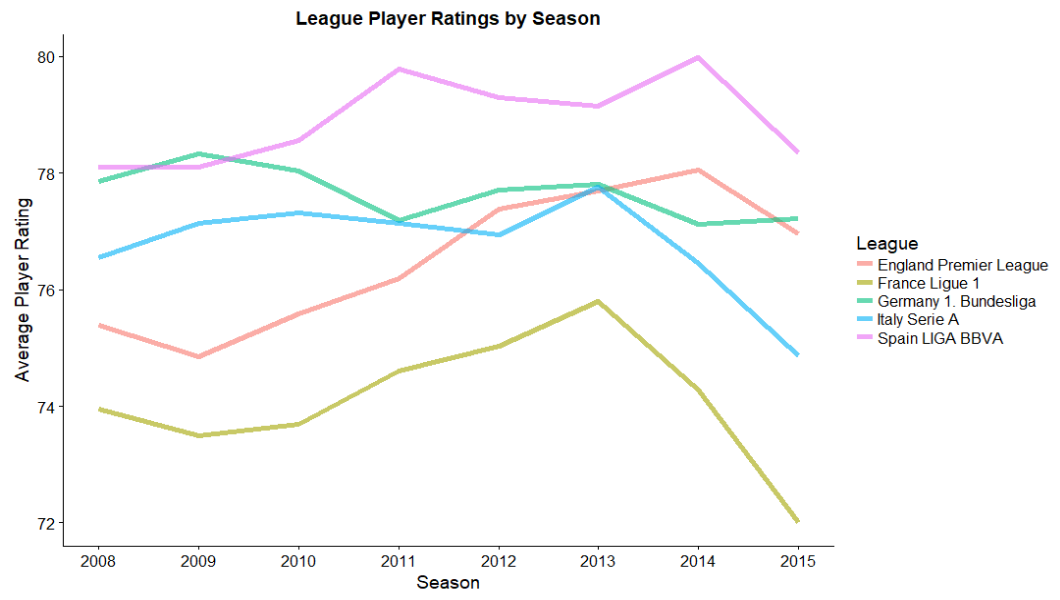 League Player Ratings by Season
80
78
76
74
72
Average Player Rating
2008 2009 2010 2011 2012 2013 2014 2015
Season
League
England Premier League
France Ligue 1
Germany 1. Bundesliga
Italy Serie A
Spain LIGA BBVA